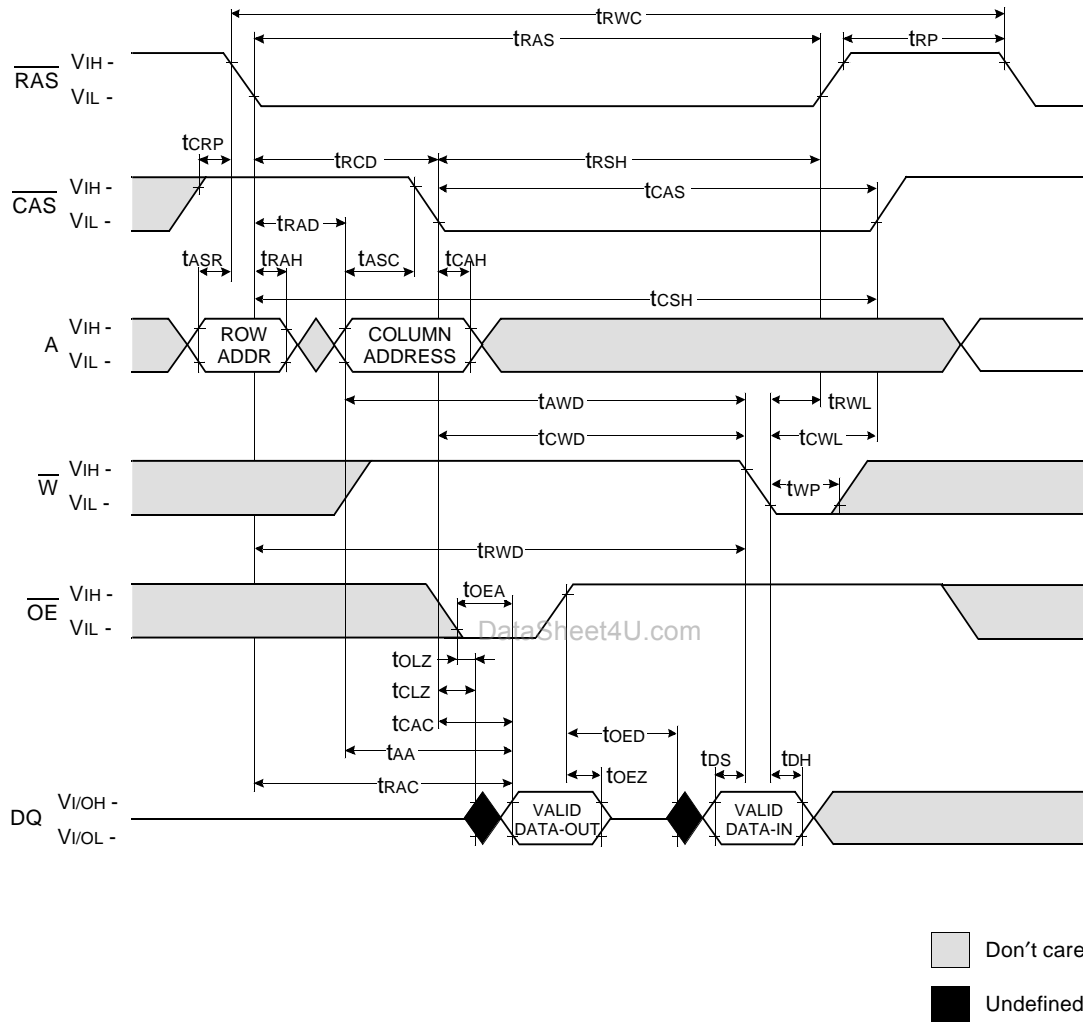 tRWC
tRAS
tRP
RAS
VIH -
VIL -
tCRP
tRCD
tRSH
CAS
VIH -
VIL -
tCAS
tRAD
tASR
tRAH
tASC
tCAH
tCSH
A
VIH -
VIL -
ROW
ADDR
COLUMN
ADDRESS
tAWD
tRWL
tCWD
tCWL
W
VIH -
VIL -
tWP
tRWD
OE
VIH -
VIL -
tOEA
DataSheet4U.com
tOLZ
tCLZ
tCAC
tOED
tAA
tDS
tDH
tRAC
tOEZ
DQ
VI/OH -
VI/OL -
VALID
DATA-OUT
VALID
DATA-IN
Don't care
Undefined